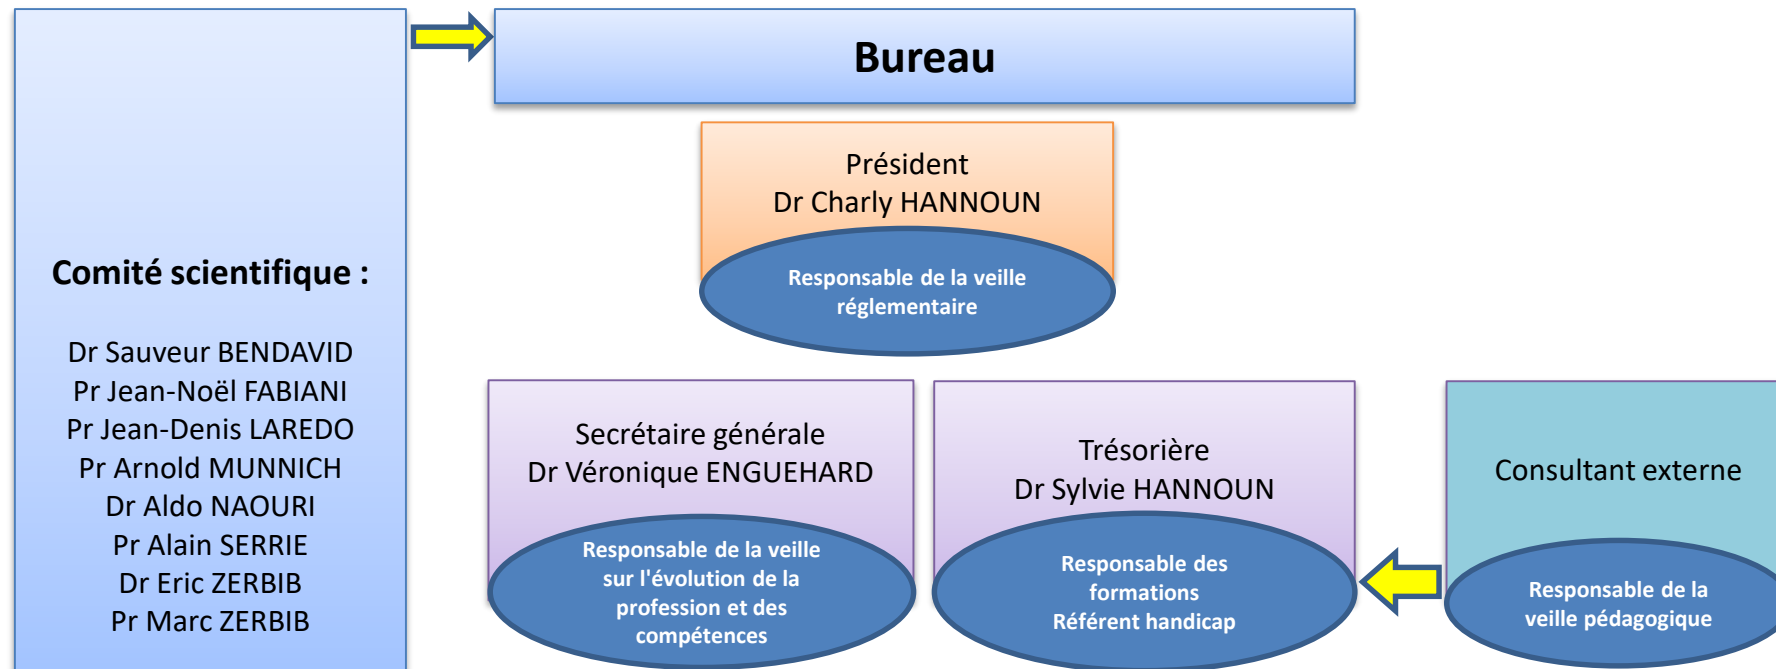 Bureau
Comité scientifique :
Dr Sauveur BENDAVID
Pr Jean-Noël FABIANI
Pr Jean-Denis LAREDO
Pr Arnold MUNNICH
Dr Aldo NAOURI
Pr Alain SERRIE
Dr Eric ZERBIB
Pr Marc ZERBIB
Président
Dr Charly HANNOUN
Responsable de la veille
réglementaire
Secrétaire générale
Dr Véronique ENGUEHARD
Responsable de la veille
sur l'évolution de la
profession et des
compétences
Trésorière
Dr Sylvie HANNOUN
Responsable des
formations
Référent handicap
Consultant externe
Responsable de la
veille pédagogique